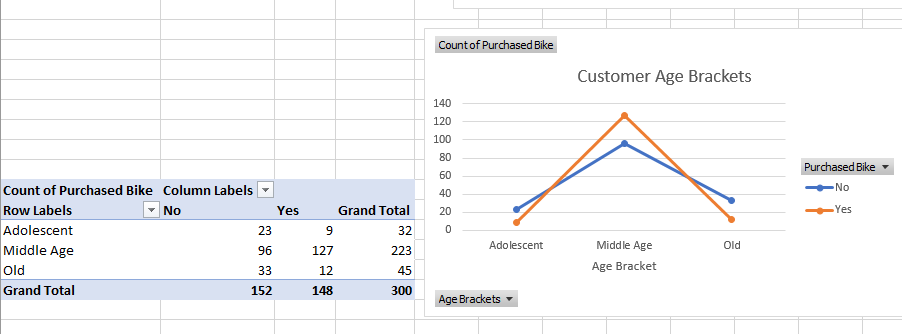 Count of Purchased Bike Column Labels
Row Labels No Yes Grand Total
Adolescent 23 9 32
Middle Age 96 127 223
Old 33 12 45
Grand Total 152 148 300
Count of Purchased Bike
Customer Age Brackets
140
120
100
80
60
40
20
0
Adolescent Middle Age Old
Age Bracket
Purchased Bike
No
Yes
Age Brackets